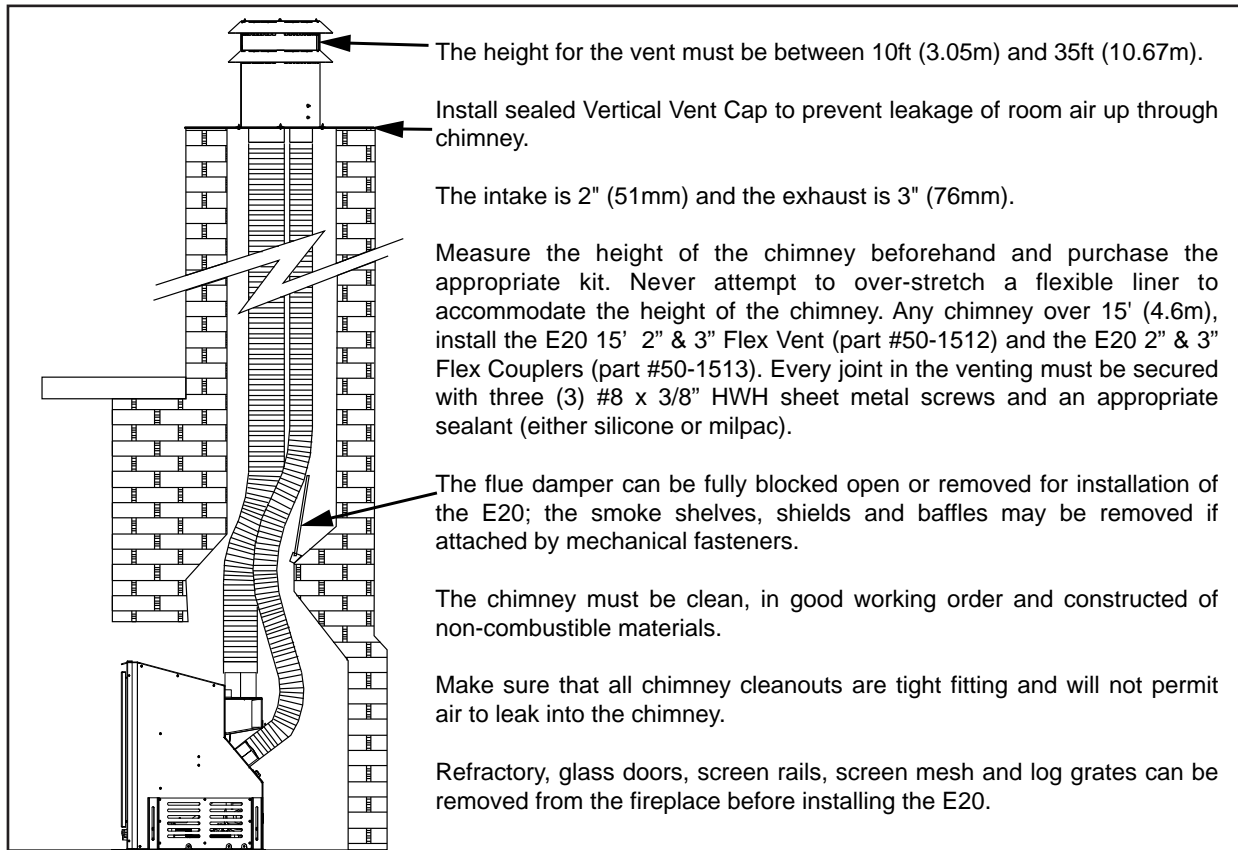 The height for the vent must be between 10ft (3.05m) and 35ft (10.67m).
Install sealed Vertical Vent Cap to prevent leakage of room air up through
chimney.
The intake is 2" (51mm) and the exhaust is 3" (76mm).
Measure the height of the chimney beforehand and purchase the
appropriate kit. Never attempt to over-stretch a flexible liner to
accommodate the height of the chimney. Any chimney over 15' (4.6m),
install the E20 15’ 2” & 3” Flex Vent (part #50-1512) and the E20 2” & 3”
Flex Couplers (part #50-1513). Every joint in the venting must be secured
with three (3) #8 x 3/8” HWH sheet metal screws and an appropriate
sealant (either silicone or milpac).
The flue damper can be fully blocked open or removed for installation of
the E20; the smoke shelves, shields and baffles may be removed if
attached by mechanical fasteners.
The chimney must be clean, in good working order and constructed of
non-combustible materials.
Make sure that all chimney cleanouts are tight fitting and will not permit
air to leak into the chimney.
Refractory, glass doors, screen rails, screen mesh and log grates can be
removed from the fireplace before installing the E20.